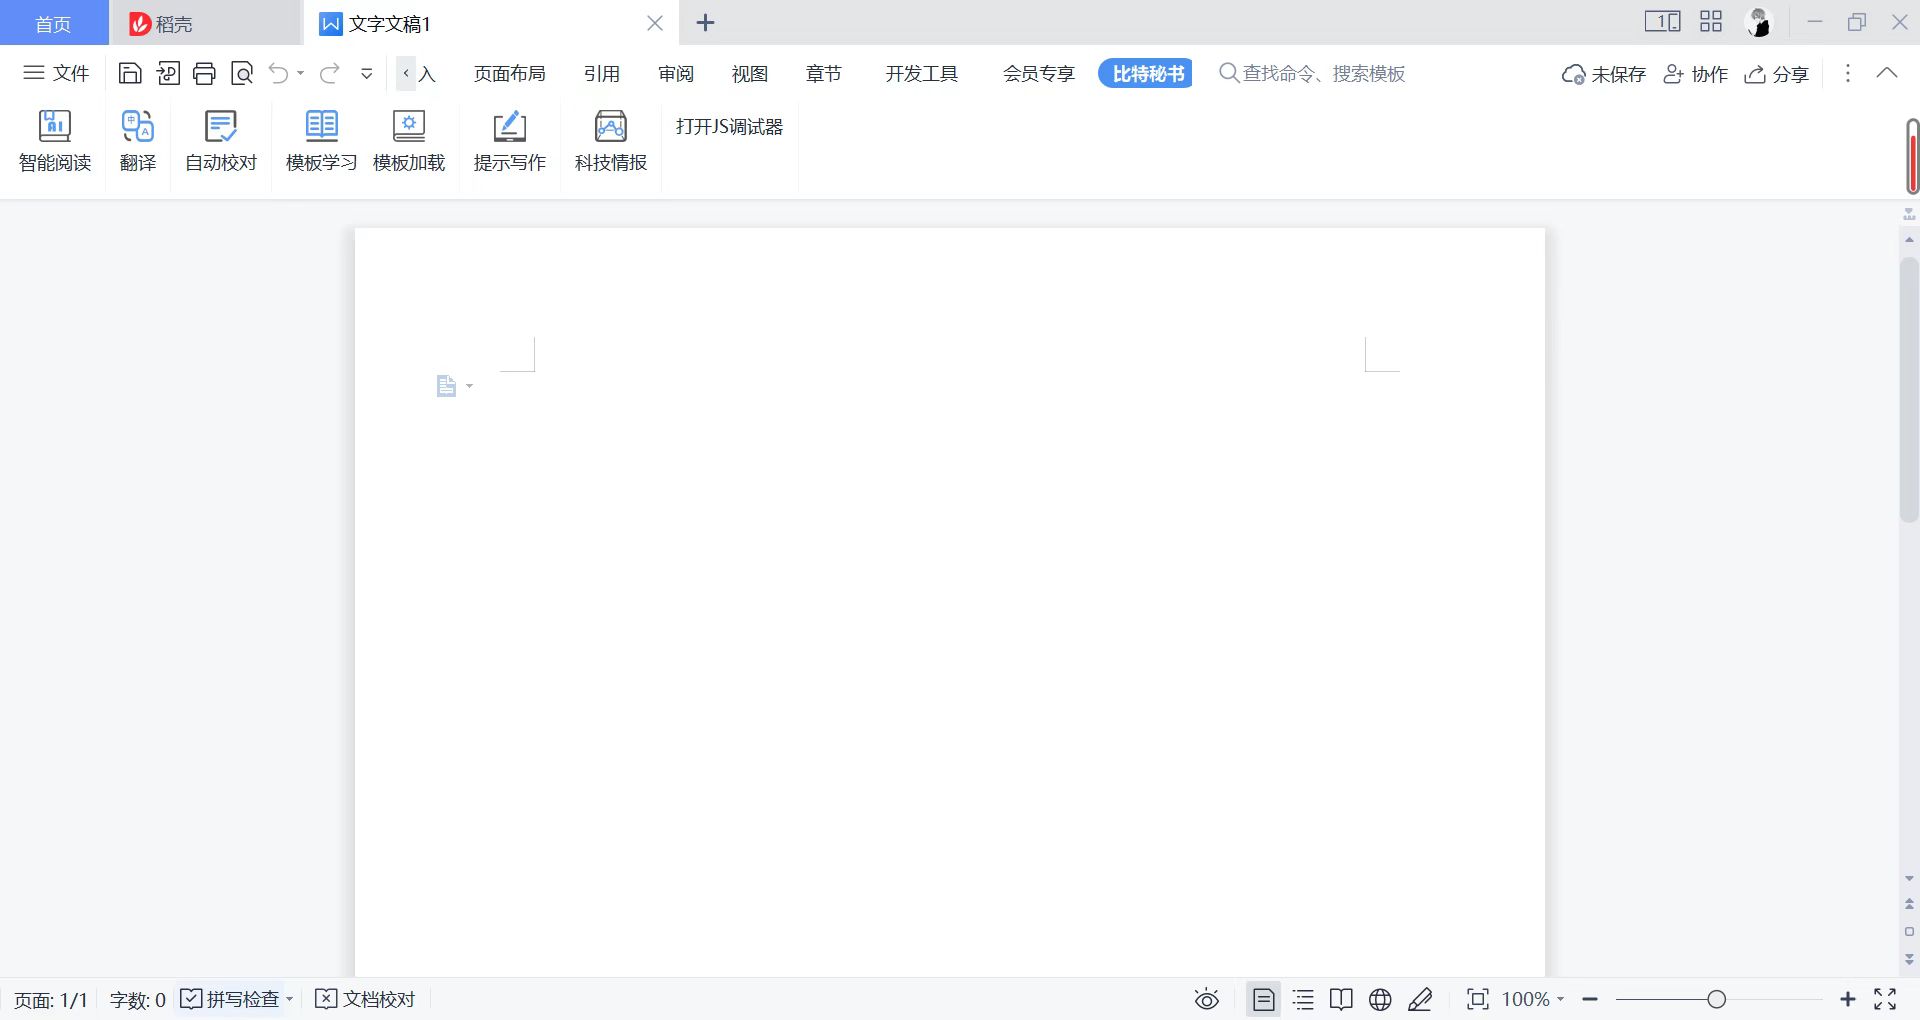 首页 稻壳 文字文稿1
文件 入 页面布局 引用 审阅 视图 章节 开发工具 会员专享 比特秘书 查找命令、搜索模板 未保存 协作 分享
智能阅读 翻译 自动校对 模板学习 模板加载 提示写作 科技情报 打开JS调试器
页面: 1/1 字数: 0 拼写检查 文档校对 100%